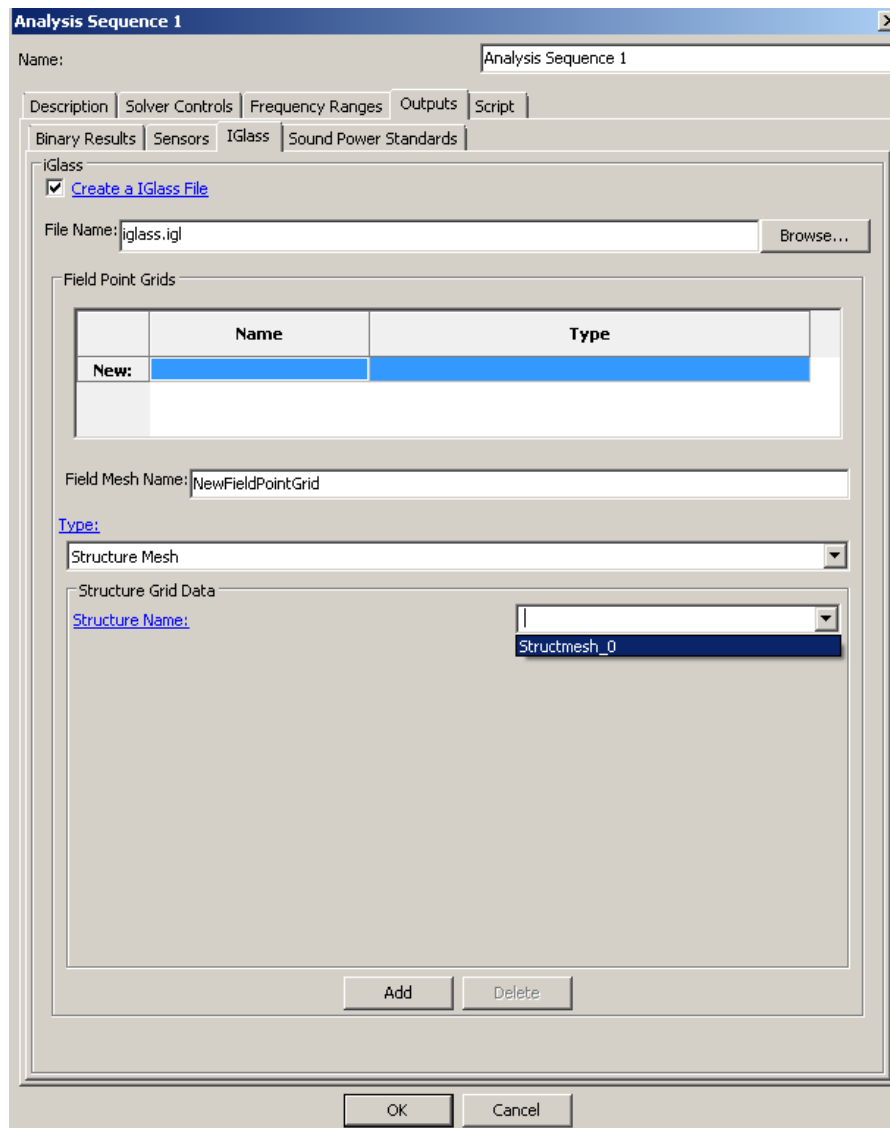 Analysis Sequence 1
Name: Analysis Sequence 1
Description Solver Controls Frequency Ranges Outputs Script
Binary Results Sensors IGlass Sound Power Standards
iGlass
Create a IGlass File
File Name: iglass.igl Browse...
Field Point Grids
Name Type
New:
Field Mesh Name: NewFieldPointGrid
Type:
Structure Mesh
Structure Grid Data
Structure Name:
Structmesh_0
Add Delete
OK Cancel